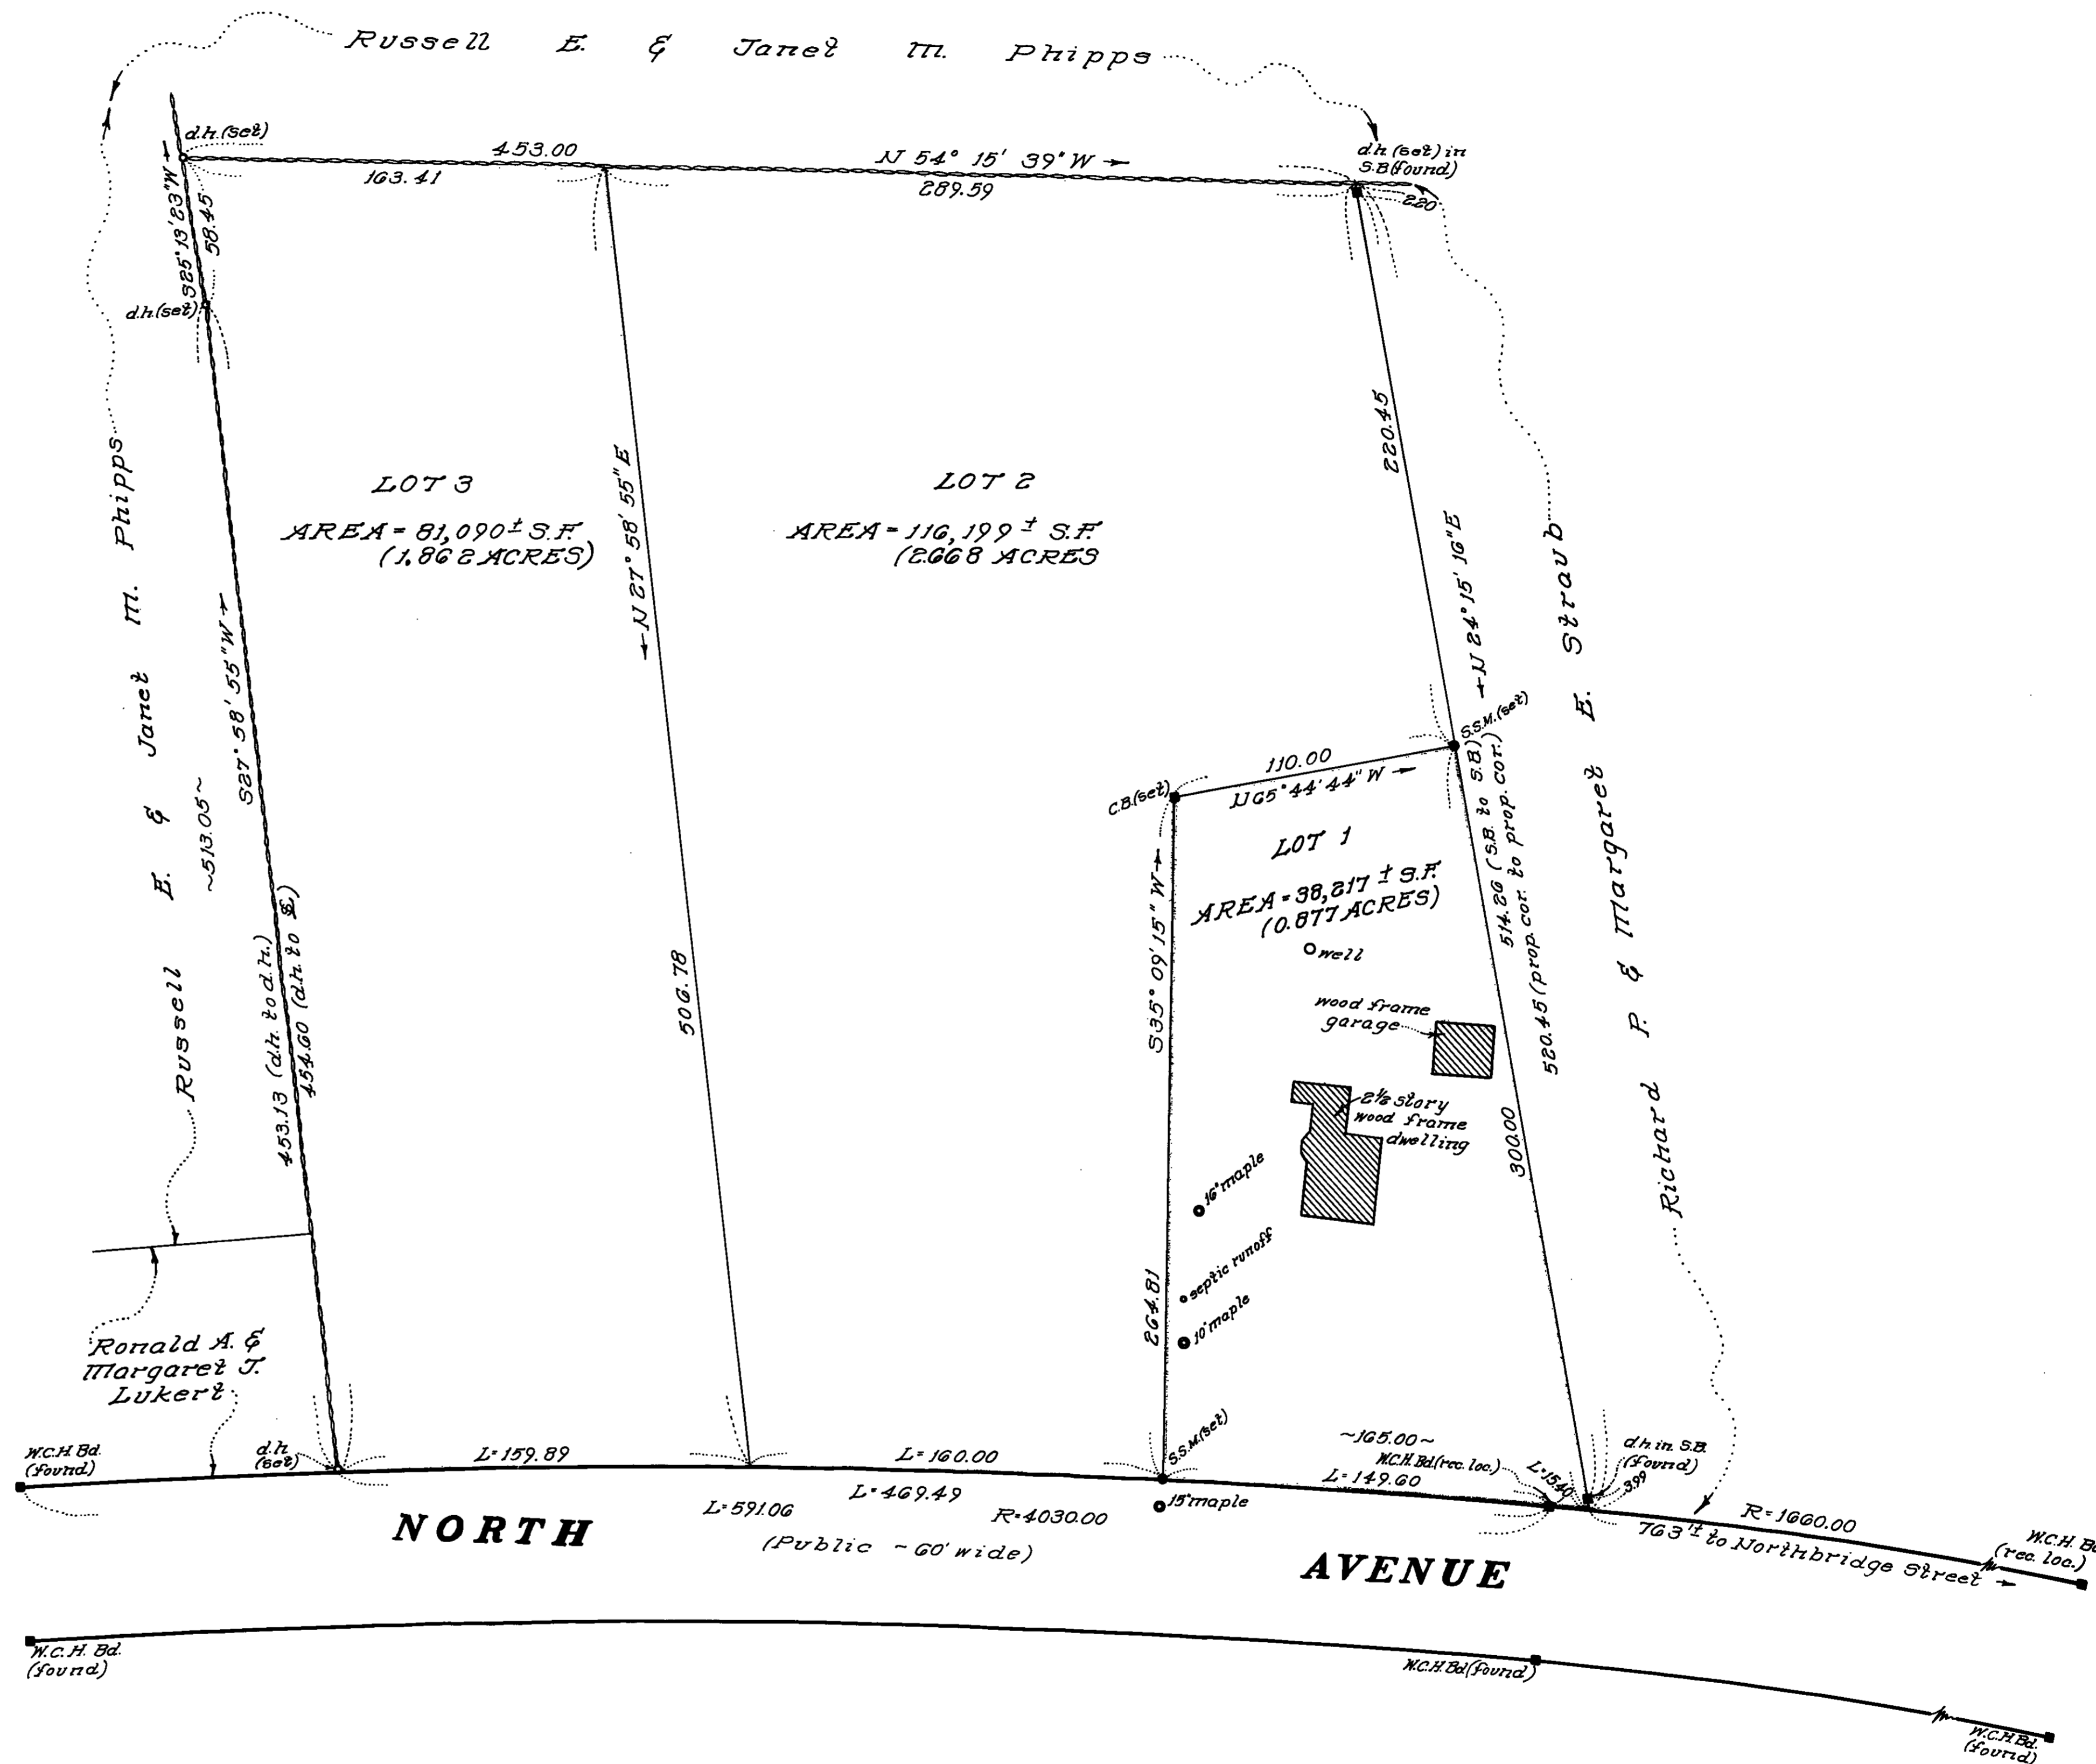 Russell E. & Janet M. Phipps
d.h. (set)
453.00
N 54° 15' 39" W
d.h. (set) in
S.B. (found)
163.41
289.59
2.20
S25° 13' 23" W
58.45
d.h. (set)
Russell E. & Janet M. Phipps
~513.05~
S27° 58' 55" W
453.13 (d.h. to d.h.)
454.60 (d.h. to ℄)
LOT 3
AREA = 81,090 ± S.F.
(1.862 ACRES)
N 27° 58' 55" E
506.78
LOT 2
AREA = 116,199 ± S.F.
(2.668 ACRES
220.45
N 24° 15' 16" E
S.S.M. (set)
514.26 (S.B. to S.B.)
520.45 (prop. cor. to prop. cor.)
300.00
Richard P. & Margaret E. Straub
110.00
N 65° 44' 44" W
C.B. (set)
LOT 1
AREA = 38,217 ± S.F.
(0.877 ACRES)
well
S35° 09' 15" W
264.81
wood frame
garage
2½ story
wood frame
dwelling
16" maple
septic runoff
10" maple
Ronald A. &
Margaret J.
Lukert
W.C.H. Bd.
(found)
d.h
(set)
L=159.89
L=160.00
S.S.M. (set)
~165.00~
W.C.H. Bd (rec. loc.)
L=149.60
L=15.40
d.h. in S.B.
(found)
3.99
L=591.06
L=469.49
R=4030.00
15" maple
R=1660.00
763'± to Northbridge Street
W.C.H. Bd
(rec. loc.)
NORTH AVENUE
(Public ~ 60' wide)
W.C.H. Bd.
(found)
W.C.H. Bd (found)
W.C.H. Bd.
(found)